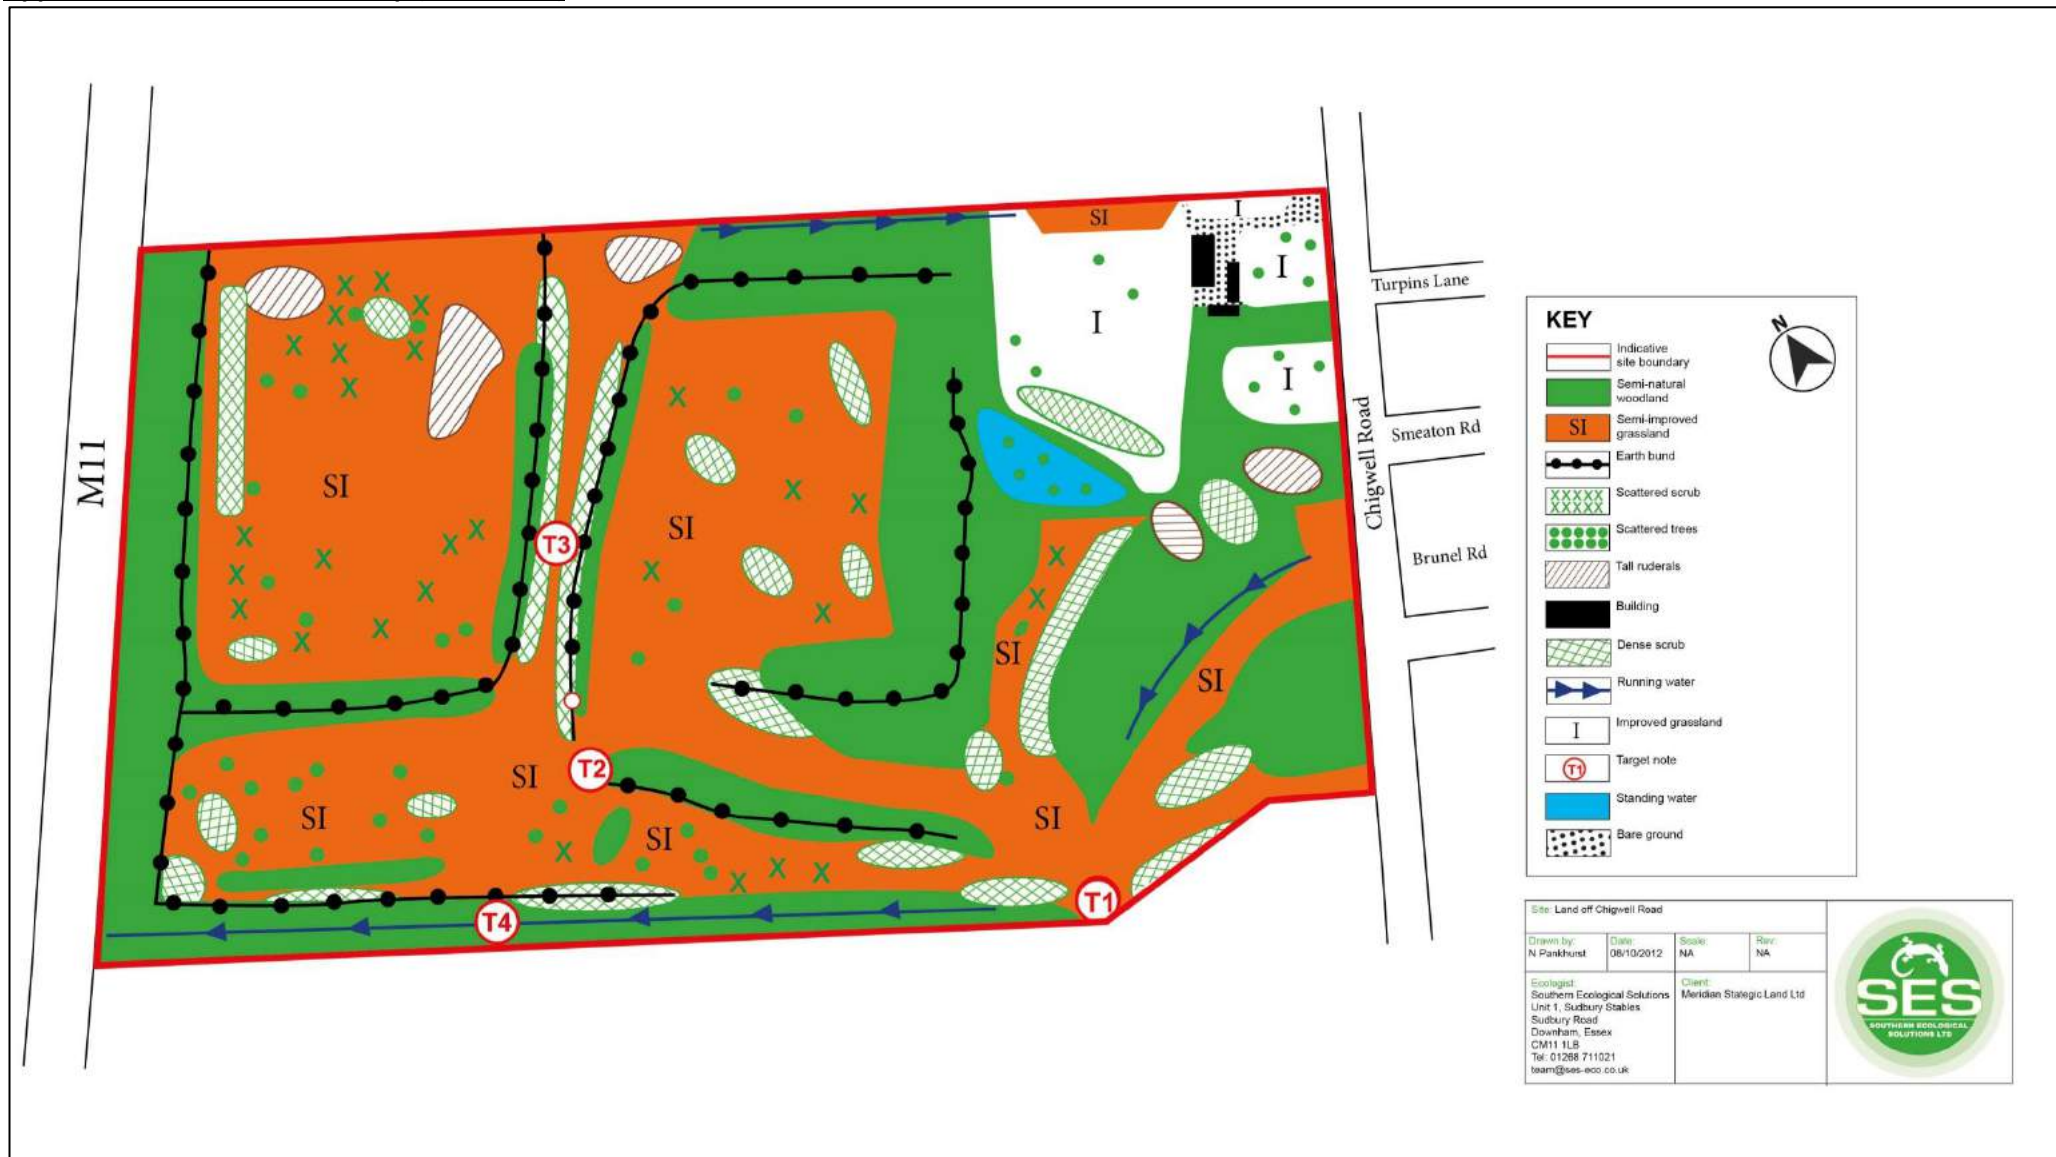 SI
I
I
Turpins Lane
I
I
Smeaton Rd
M11
Chigwell Road
SI
SI
Brunel Rd
T3
SI
SI
T2
SI
SI
SI
SI
T1
T4
KEY
N
Indicative
site boundary
Semi-natural
woodland
SI
Semi-improved
grassland
Earth bund
XXXXX
XXXXX
Scattered scrub
Scattered trees
Tall ruderals
Building
Dense scrub
Running water
I
Improved grassland
T1
Target note
Standing water
Bare ground
Site: Land off Chigwell Road
Drawn by:
N Pankhurst
Date:
08/10/2012
Scale:
NA
Rev:
NA
Ecologist:
Southern Ecological Solutions
Unit 1, Sudbury Stables
Sudbury Road
Downham, Essex
CM11 1LB
Tel: 01268 711021
team@ses-eco.co.uk
Client:
Meridian Stategic Land Ltd
SES
SOUTHERN ECOLOGICAL
SOLUTIONS LTD